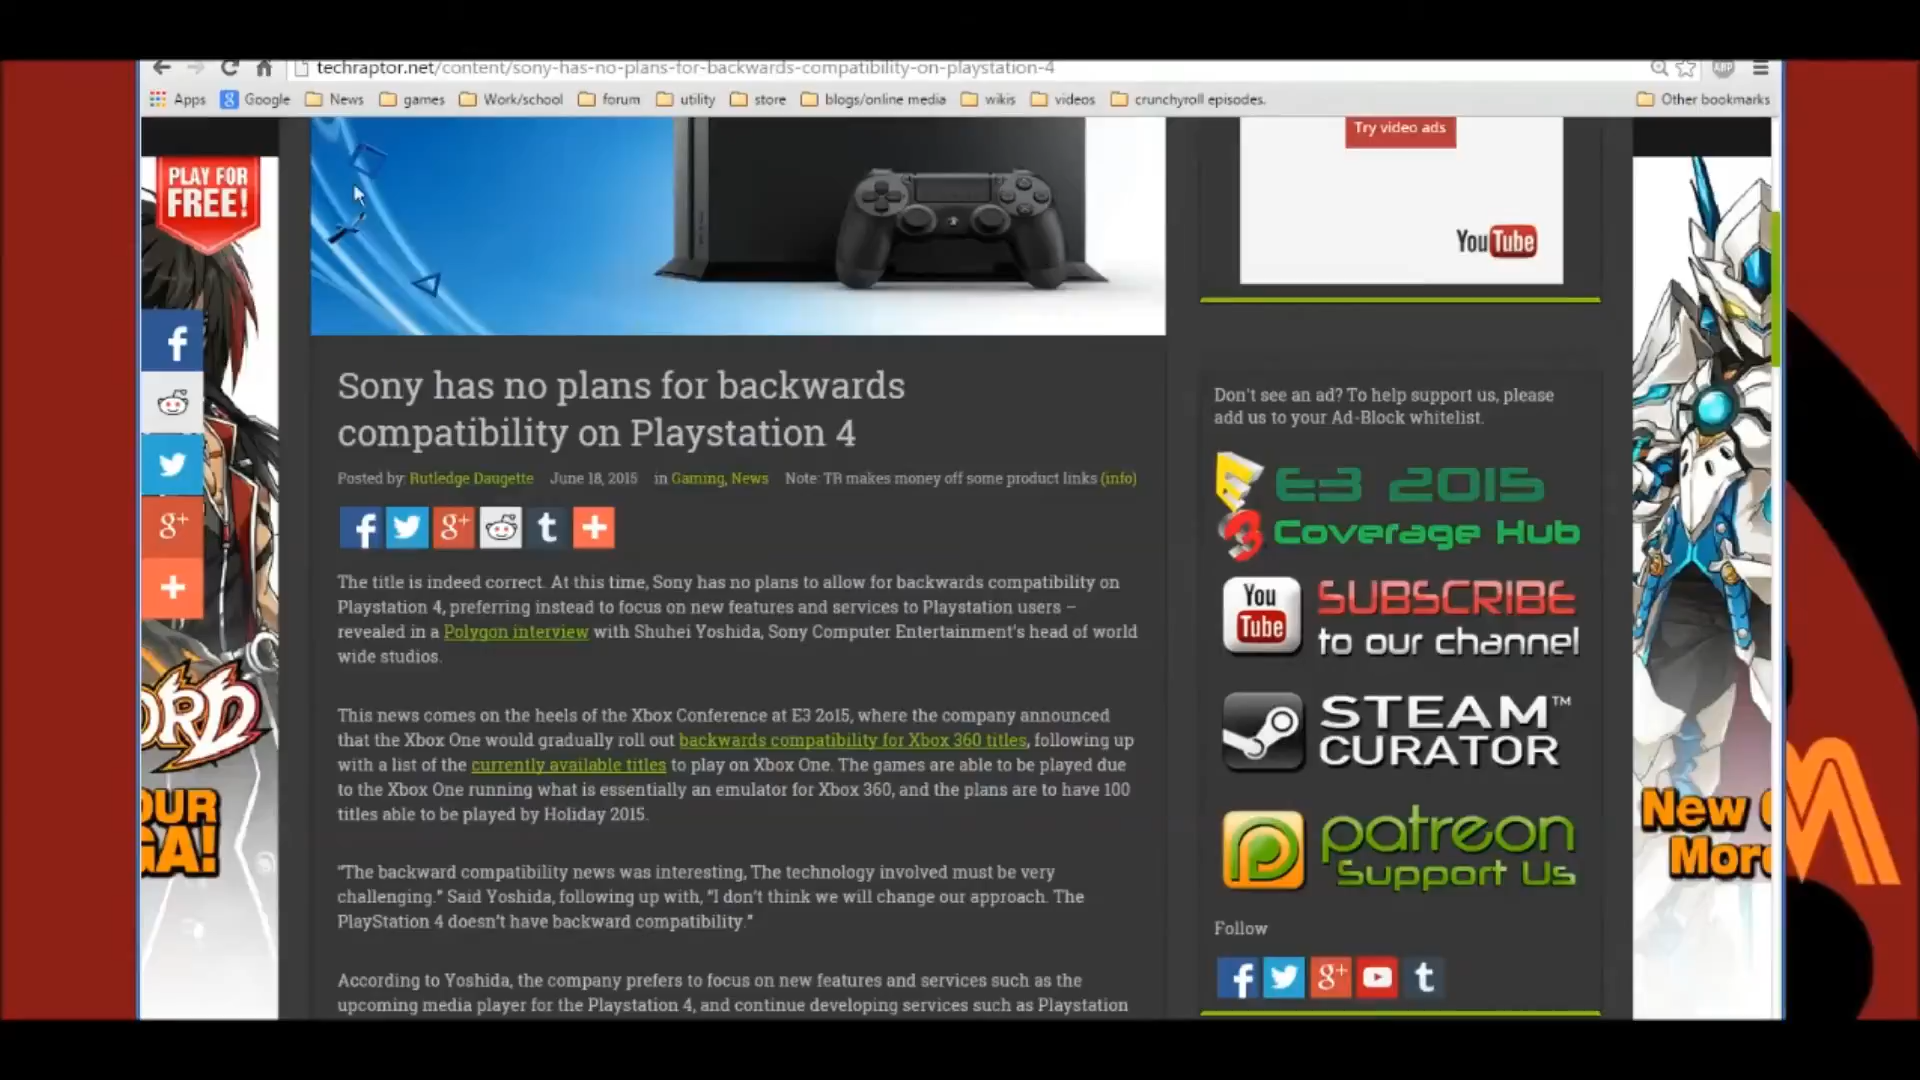 techraptor.net/content/sony-has-no-plans-for-backwards-compatibility-on-playstation-4
Apps Google News games Work/school forum utility store blogs/online media wikis videos crunchyroll episodes. Other bookmarks
Try video ads
PLAY FOR
FREE!
YouTube
Sony has no plans for backwards
compatibility on Playstation 4
Posted by: Rutledge Daugette June 18, 2015 in Gaming, News Note: TR makes money off some product links (info)
The title is indeed correct. At this time, Sony has no plans to allow for backwards compatibility on
Playstation 4, preferring instead to focus on new features and services to Playstation users –
revealed in a Polygon interview with Shuhei Yoshida, Sony Computer Entertainment's head of world
wide studios.
This news comes on the heels of the Xbox Conference at E3 2o15, where the company announced
that the Xbox One would gradually roll out backwards compatibility for Xbox 360 titles, following up
with a list of the currently available titles to play on Xbox One. The games are able to be played due
to the Xbox One running what is essentially an emulator for Xbox 360, and the plans are to have 100
titles able to be played by Holiday 2015.
"The backward compatibility news was interesting, The technology involved must be very
challenging." Said Yoshida, following up with, "I don't think we will change our approach. The
PlayStation 4 doesn't have backward compatibility."
According to Yoshida, the company prefers to focus on new features and services such as the
upcoming media player for the Playstation 4, and continue developing services such as Playstation
Don't see an ad? To help support us, please
add us to your Ad-Block whitelist.
E3 E3 2015
Coverage Hub
You
Tube
SUBSCRIBE
to our channel
STEAM™
CURATOR
patreon
Support Us
Follow
ORD
OUR
GA!
New
More